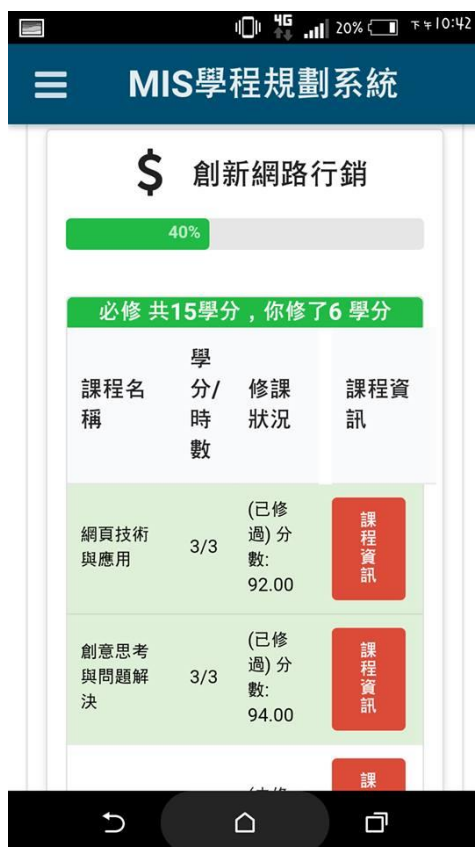 4G 20% 下午10:42
MIS學程規劃系統
$ 創新網路行銷
40%
必修 共15學分，你修了6 學分
課程名
稱
學
分/
時
數
修課
狀況
課程資
訊
網頁技術
與應用
3/3
(已修
過) 分
數:
92.00
課
程
資
訊
創意思考
與問題解
決
3/3
(已修
過) 分
數:
94.00
課
程
資
訊
課